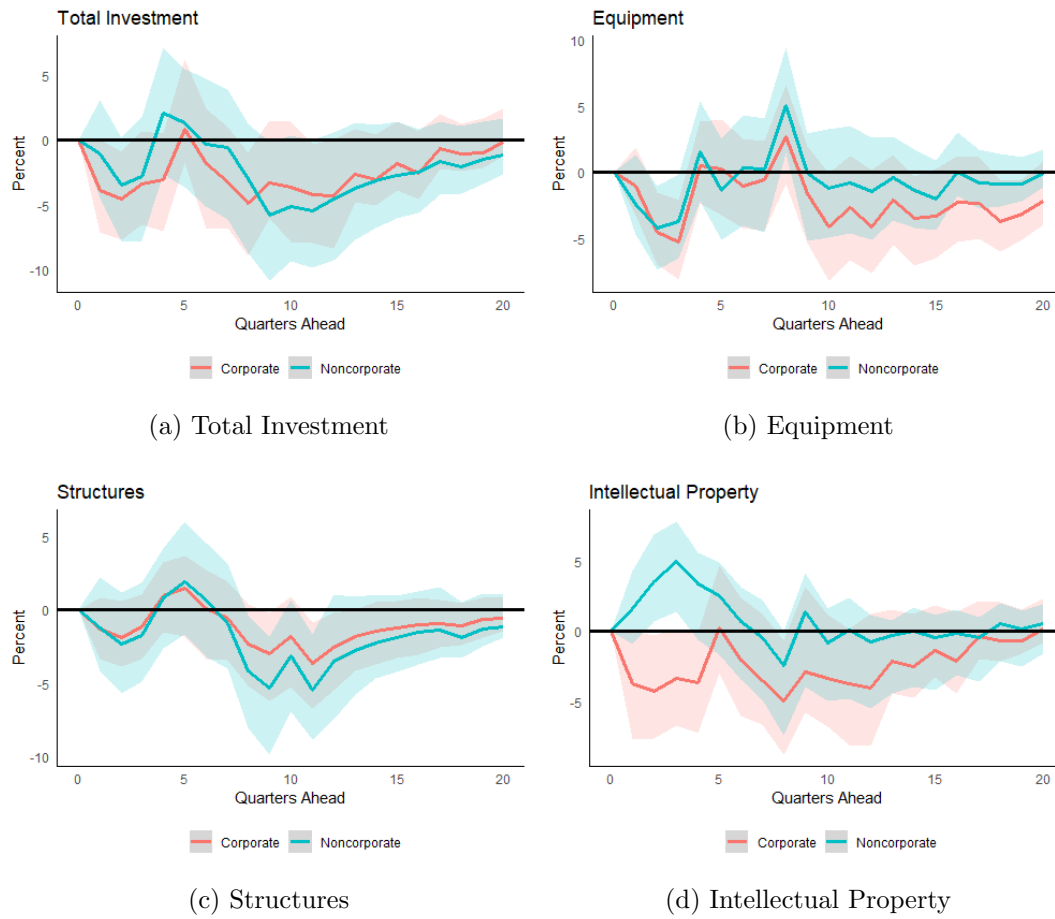 Total Investment
5
0
-5
-10
Percent
0 5 10 15 20
Quarters Ahead
Corporate Noncorporate
(a) Total Investment
Equipment
10
5
0
-5
Percent
0 5 10 15 20
Quarters Ahead
Corporate Noncorporate
(b) Equipment
Structures
5
0
-5
-10
Percent
0 5 10 15 20
Quarters Ahead
Corporate Noncorporate
(c) Structures
Intellectual Property
5
0
-5
Percent
0 5 10 15 20
Quarters Ahead
Corporate Noncorporate
(d) Intellectual Property